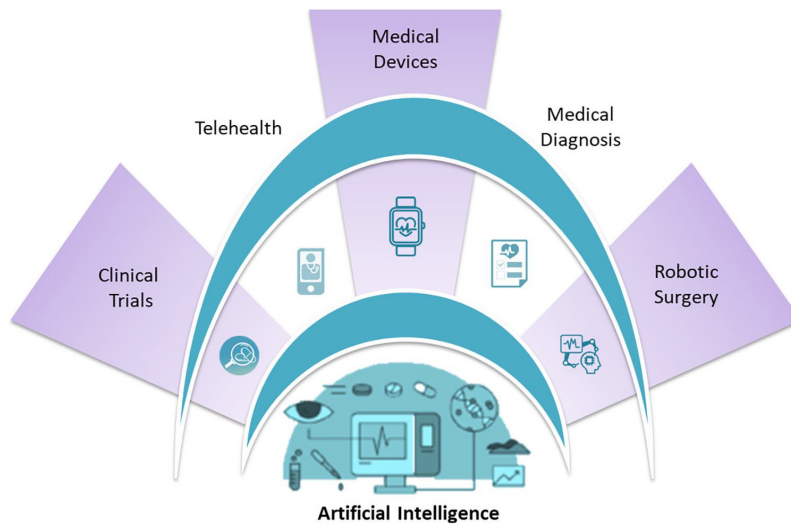 Medical
Devices
Telehealth
Medical
Diagnosis
Clinical
Trials
Robotic
Surgery
Artificial Intelligence